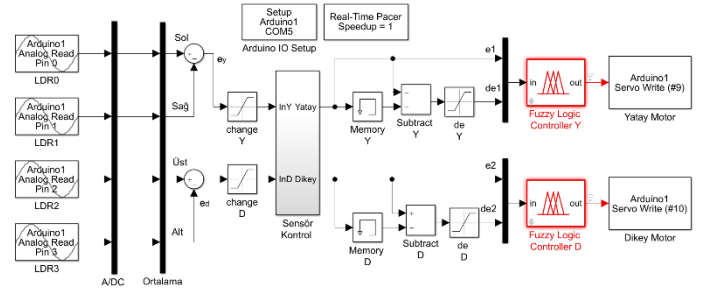 Setup
Arduino1
COM5
Arduino IO Setup
Real-Time Pacer
Speedup = 1
Arduino1
Analog Read
Pin 0
LDR0
Arduino1
Analog Read
Pin 1
LDR1
Arduino1
Analog Read
Pin 2
LDR2
Arduino1
Analog Read
Pin 3
LDR3
A/DC
Ortalama
Sol
Sağ
Üst
Alt
ey
ed
change
Y
change
D
InY Yatay
InD Dikey
Sensör
Kontrol
Memory
Y
Subtract
Y
de
Y
e1
de1
in
out
Fuzzy Logic
Controller Y
Arduino1
Servo Write (#9)
Yatay Motor
Memory
D
Subtract
D
de
D
e2
de2
in
out
Fuzzy Logic
Controller D
Arduino1
Servo Write (#10)
Dikey Motor